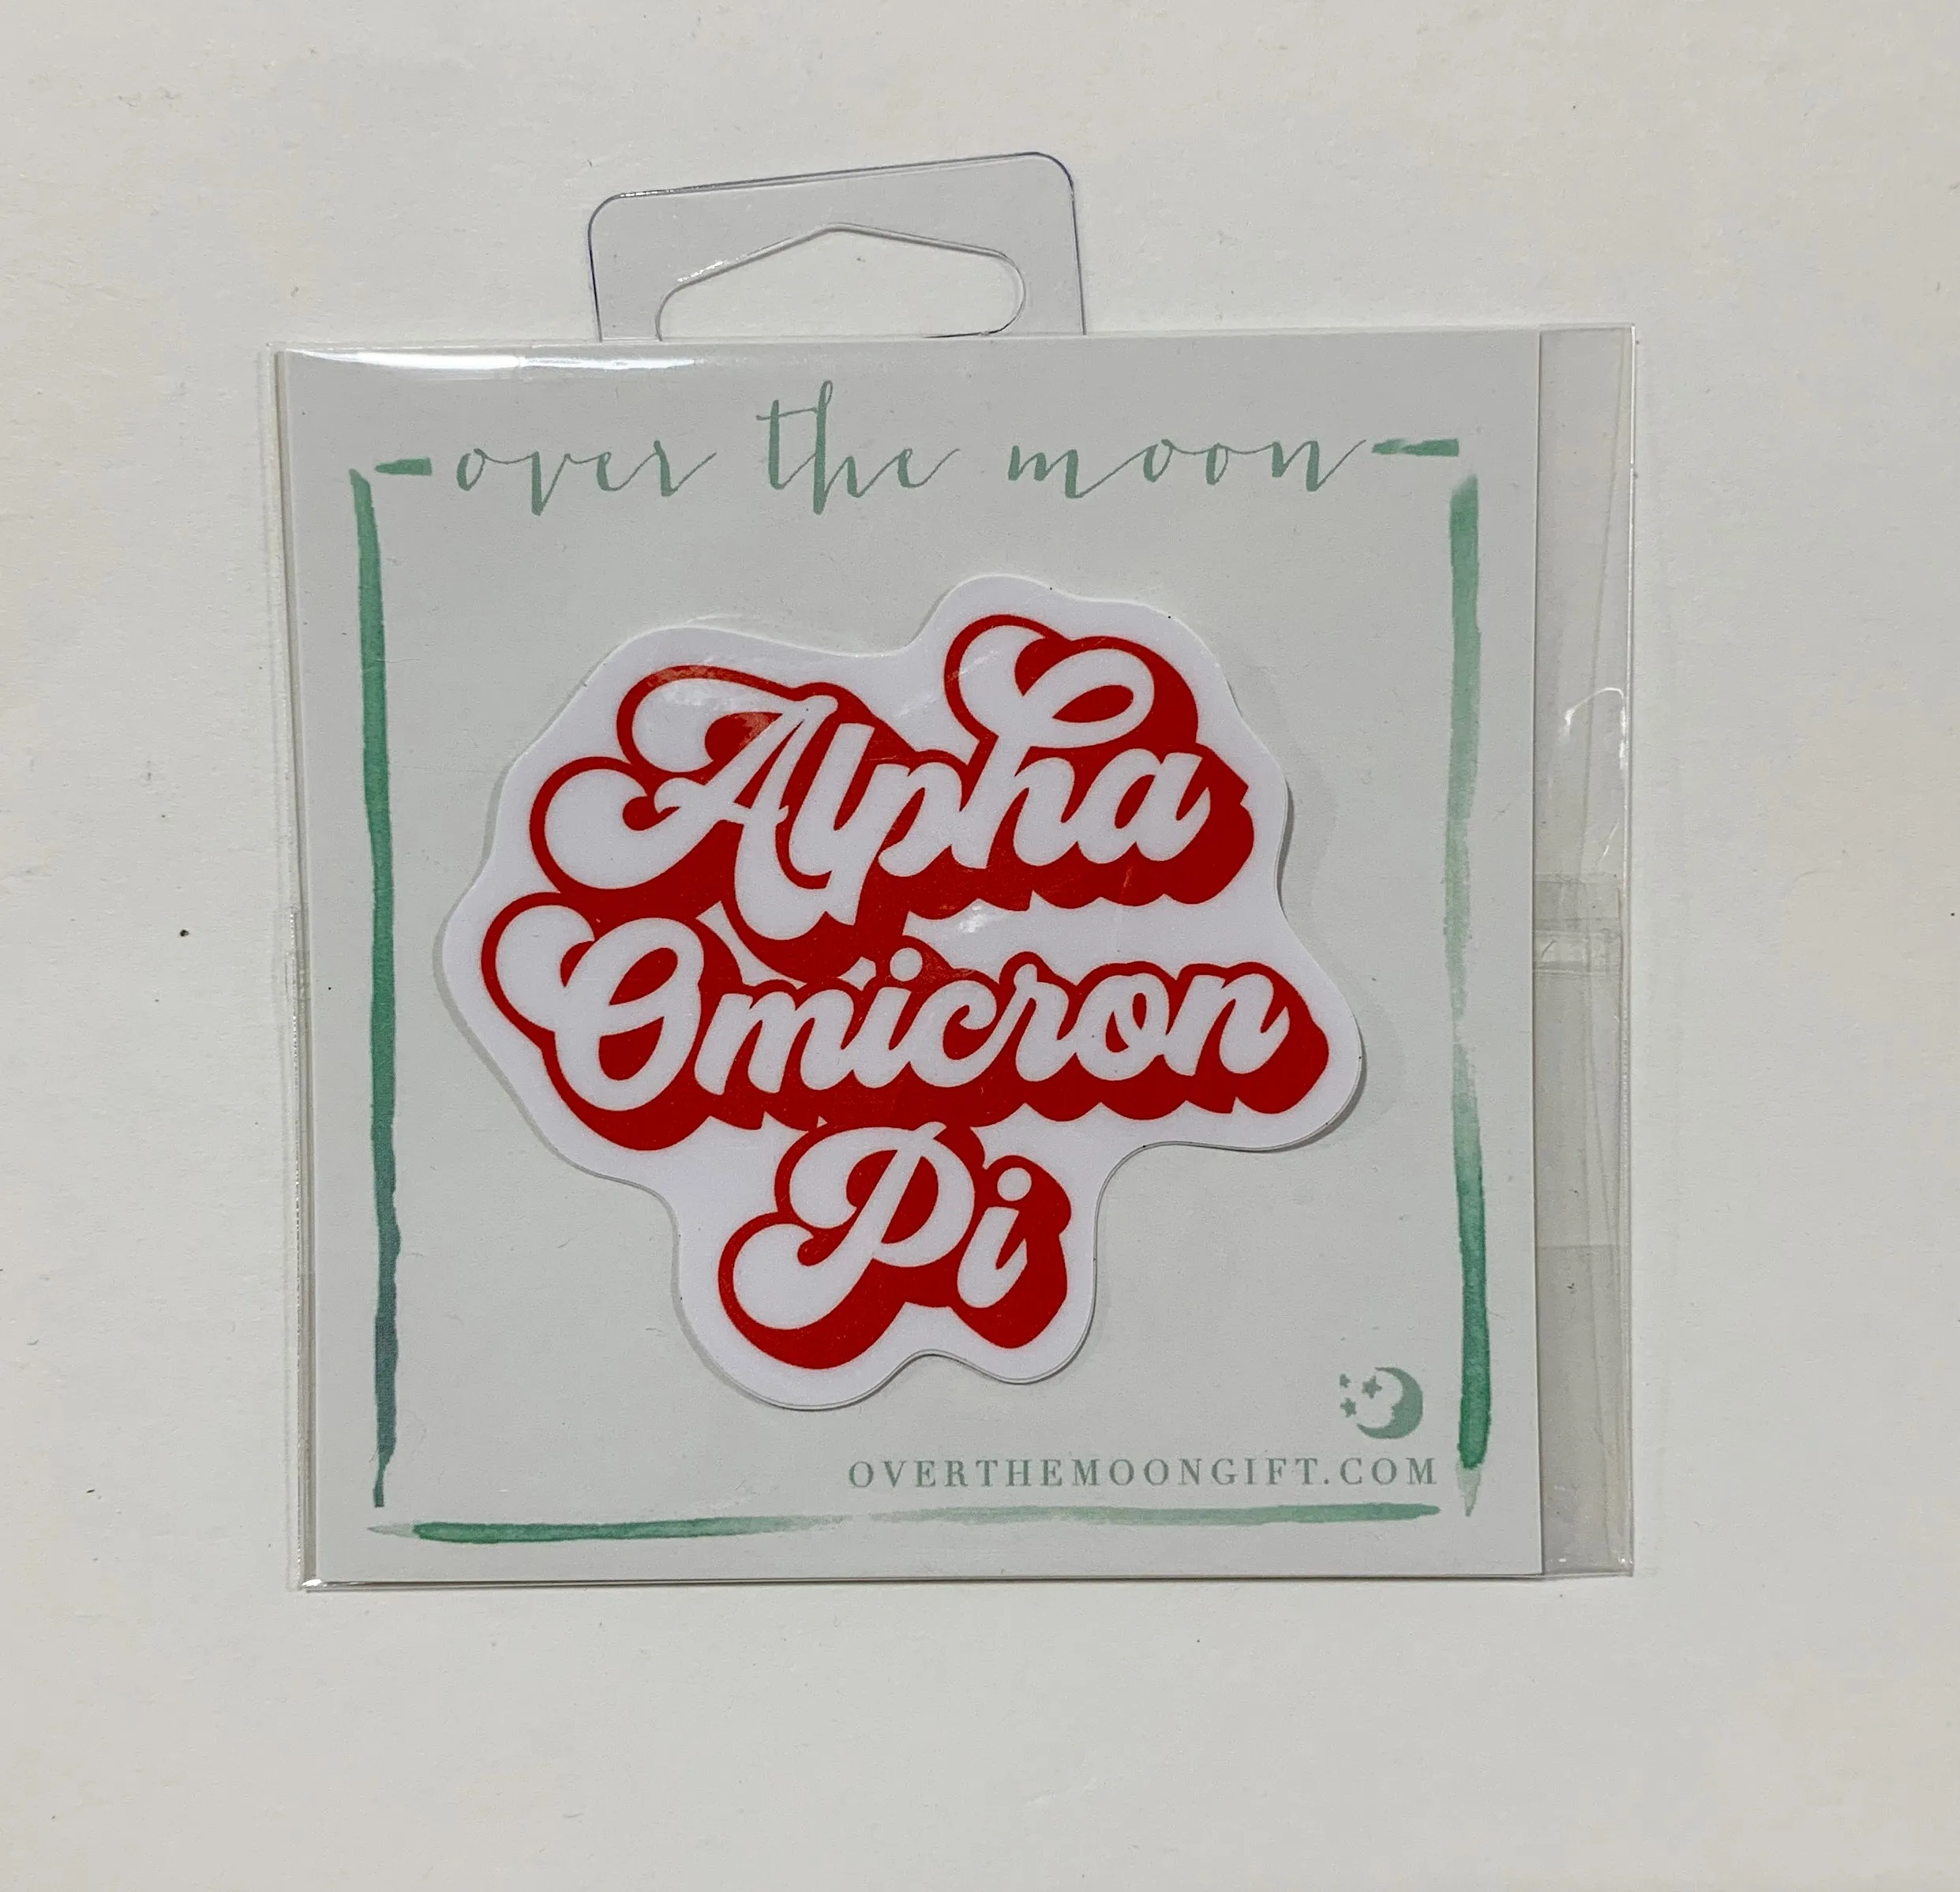 over the moon
Alpha
Omicron
Pi
OVERTHEMOONGIFT.COM